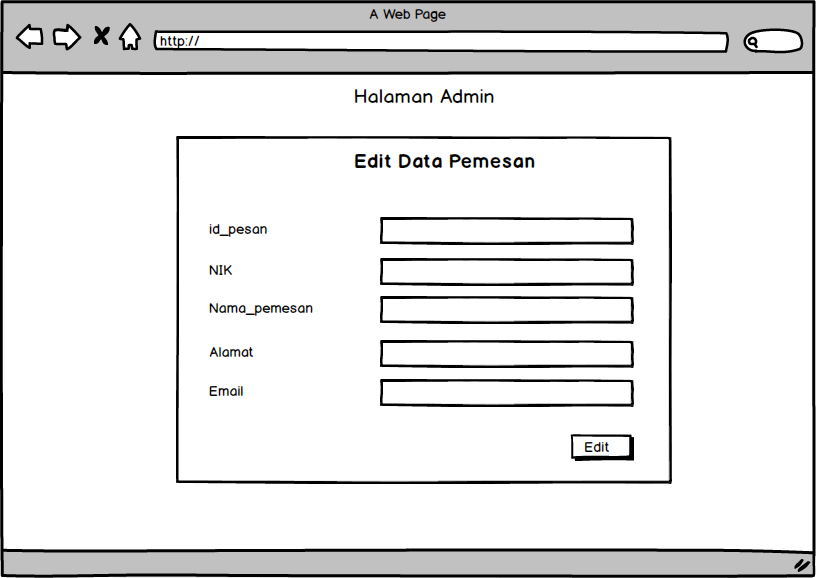 A Web Page
http://
Halaman Admin
Edit Data Pemesan
id_pesan
NIK
Nama_pemesan
Alamat
Email
Edit